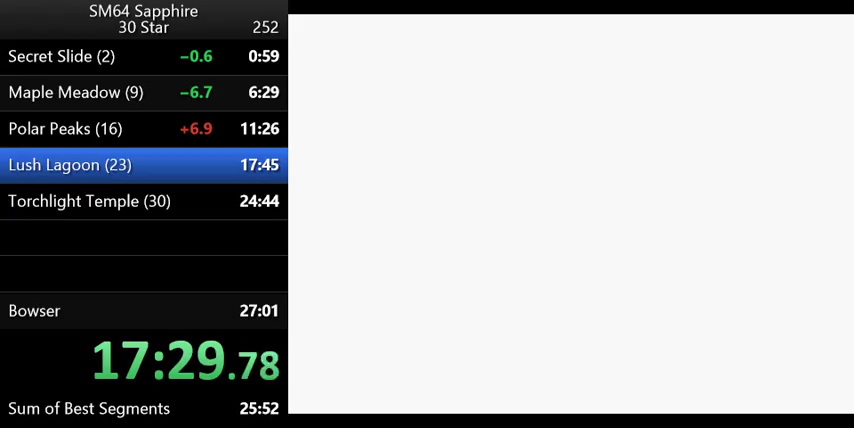 SM64 Sapphire
30 Star 252
Secret Slide (2) −0.6 0:59
Maple Meadow (9) −6.7 6:29
Polar Peaks (16) +6.9 11:26
Lush Lagoon (23) 17:45
Torchlight Temple (30) 24:44
Bowser 27:01
17:29.78
Sum of Best Segments 25:52